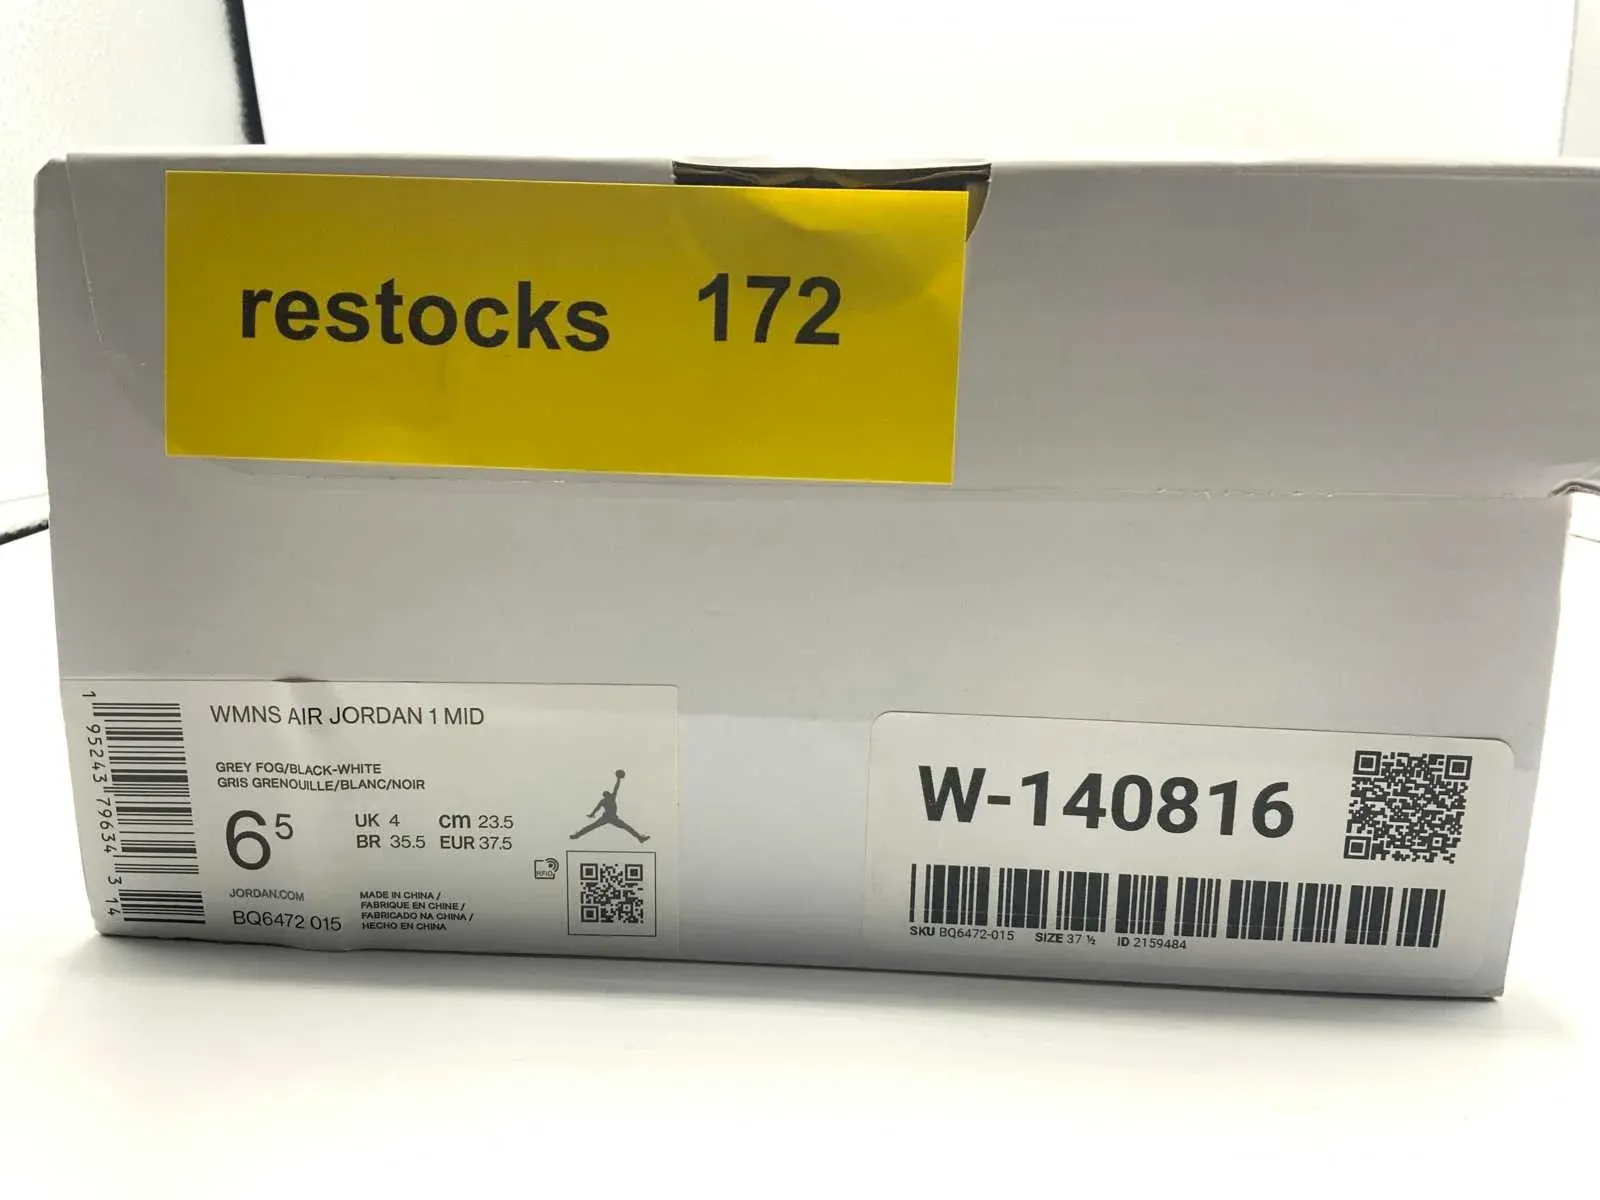 restocks 172
WMNS AIR JORDAN 1 MID
GREY FOG/BLACK-WHITE
GRIS GRENOUILLE/BLANC/NOIR
6⁵
UK 4 cm 23.5
BR 35.5 EUR 37.5
RFID
JORDAN.COM
BQ6472 015
MADE IN CHINA /
FABRIQUE EN CHINE /
FABRICADO NA CHINA /
HECHO EN CHINA
1 95243 79634 3 14
W-140816
SKU BQ6472-015 SIZE 37 ½ ID 2159484